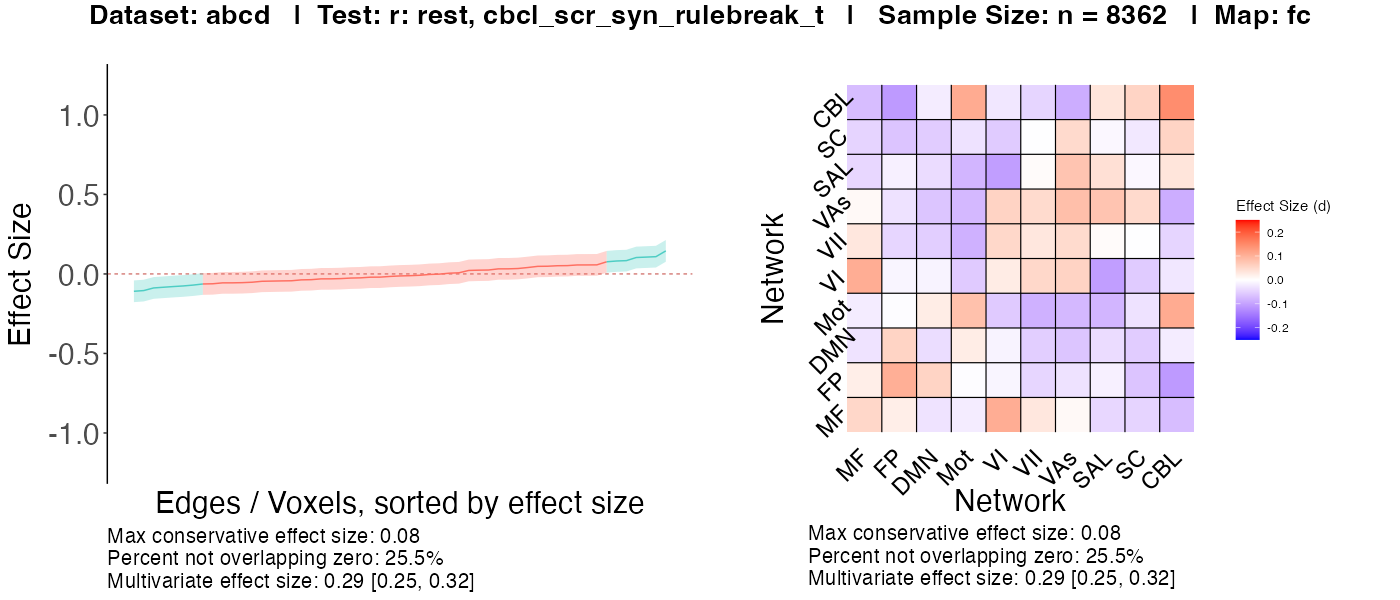 Dataset: abcd | Test: r: rest, cbcl_scr_syn_rulebreak_t | Sample Size: n = 8362 | Map: fc
Effect Size
1.0
0.5
0.0
-0.5
-1.0
Edges / Voxels, sorted by effect size
Max conservative effect size: 0.08
Percent not overlapping zero: 25.5%
Multivariate effect size: 0.29 [0.25, 0.32]
Network
CBL
SC
SAL
VAs
VII
VI
Mot
DMN
FP
MF
MF
FP
DMN
Mot
VI
VII
VAs
SAL
SC
CBL
Network
Max conservative effect size: 0.08
Percent not overlapping zero: 25.5%
Multivariate effect size: 0.29 [0.25, 0.32]
Effect Size (d)
0.2
0.1
0.0
-0.1
-0.2